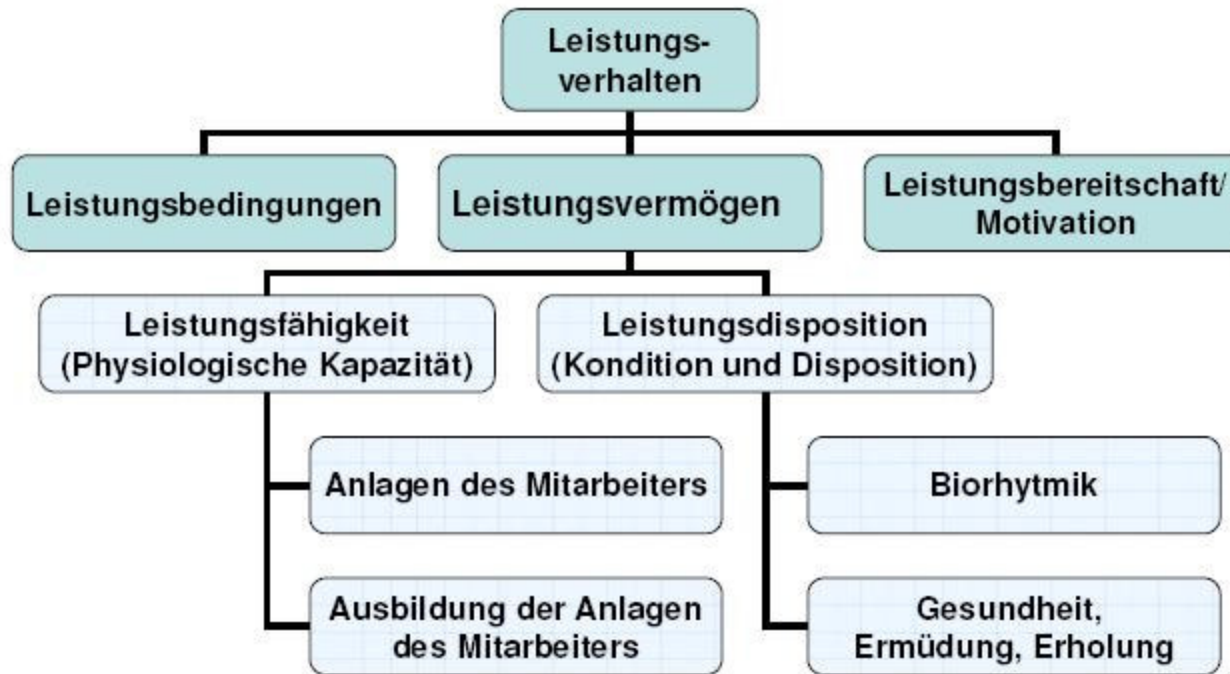 Leistungs-
verhalten
Leistungsbedingungen
Leistungsvermögen
Leistungsbereitschaft/
Motivation
Leistungsfähigkeit
(Physiologische Kapazität)
Leistungsdisposition
(Kondition und Disposition)
Anlagen des Mitarbeiters
Biorhytmik
Ausbildung der Anlagen
des Mitarbeiters
Gesundheit,
Ermüdung, Erholung